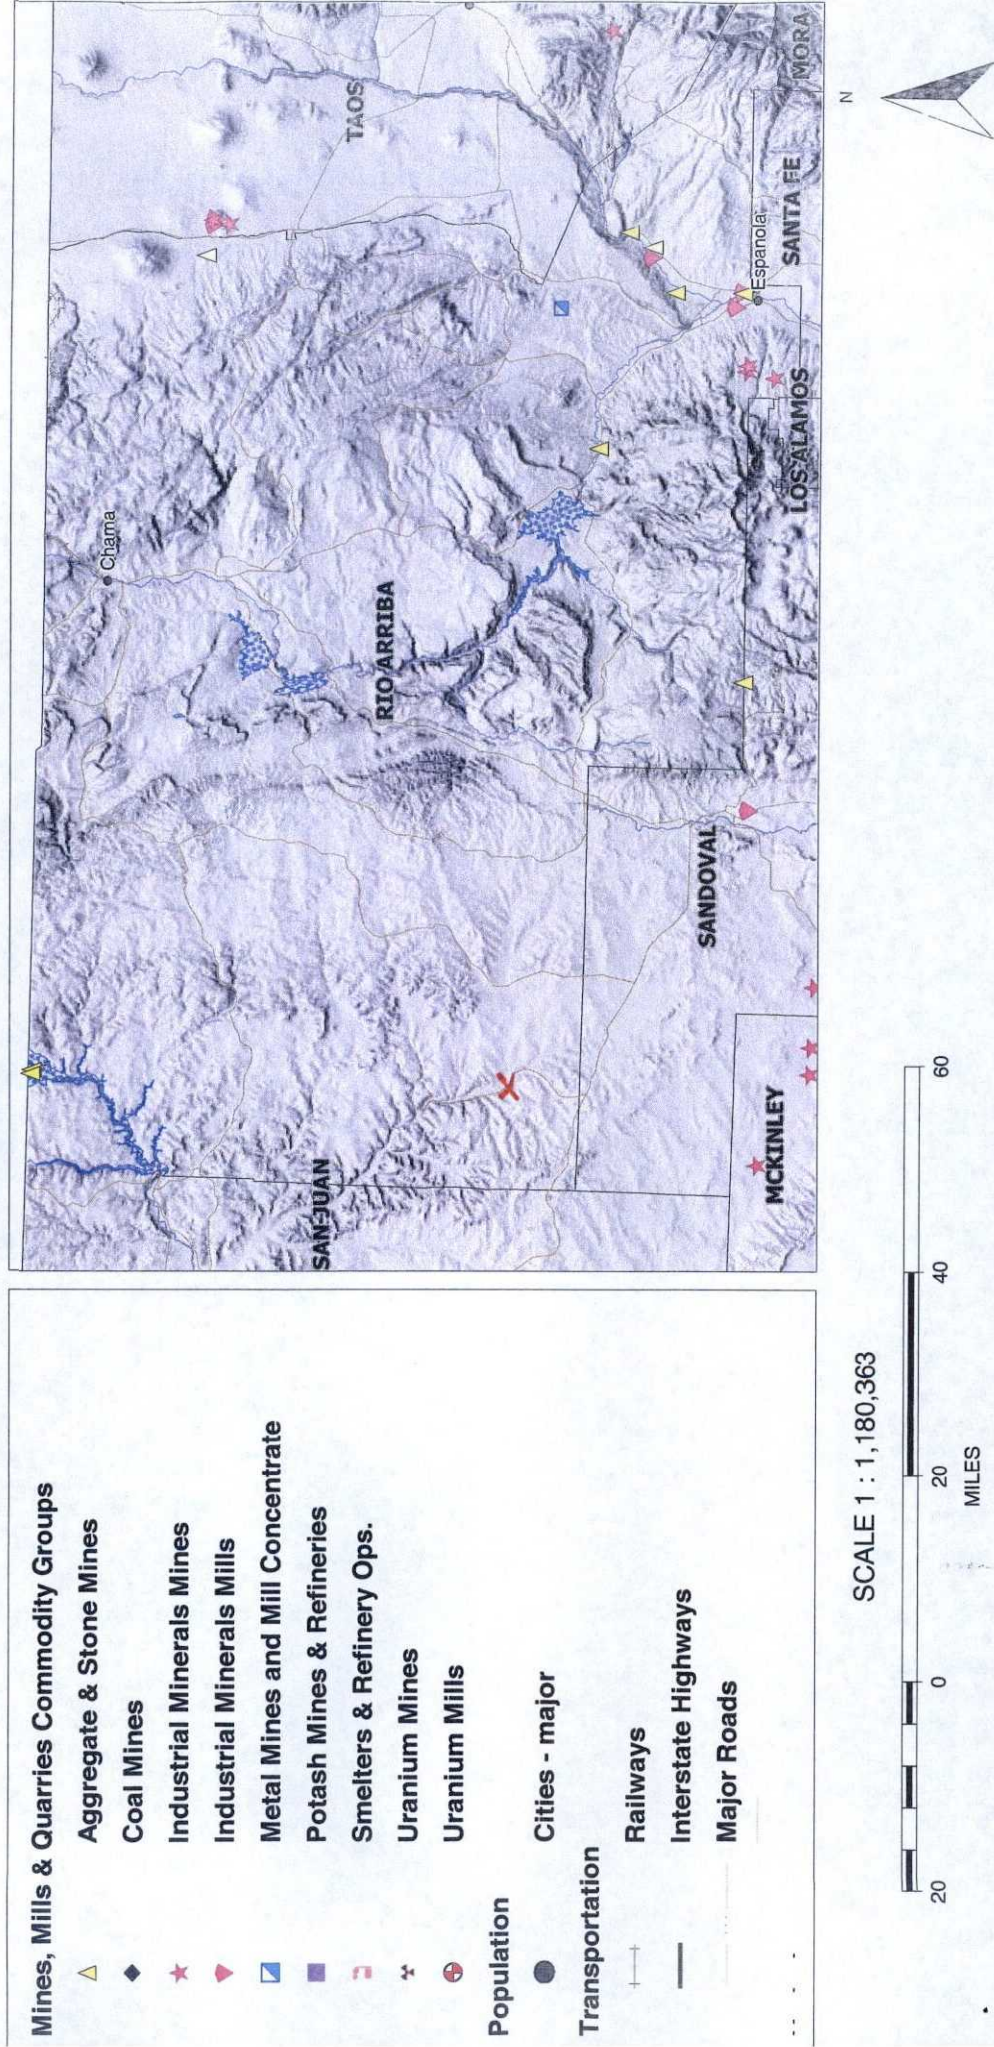 Mines, Mills & Quarries Commodity Groups
Aggregate & Stone Mines
Coal Mines
Industrial Minerals Mines
Industrial Minerals Mills
Metal Mines and Mill Concentrate
Potash Mines & Refineries
Smelters & Refinery Ops.
Uranium Mines
Uranium Mills
Population
Cities - major
Transportation
Railways
Interstate Highways
Major Roads
SAN JUAN
RIO ARRIBA
Chama
TAOS
MCKINLEY
SANDOVAL
LOS ALAMOS
Espanola
SANTA FE
MORA
SCALE 1 : 1,180,363
20 0 20 40 60
MILES
N